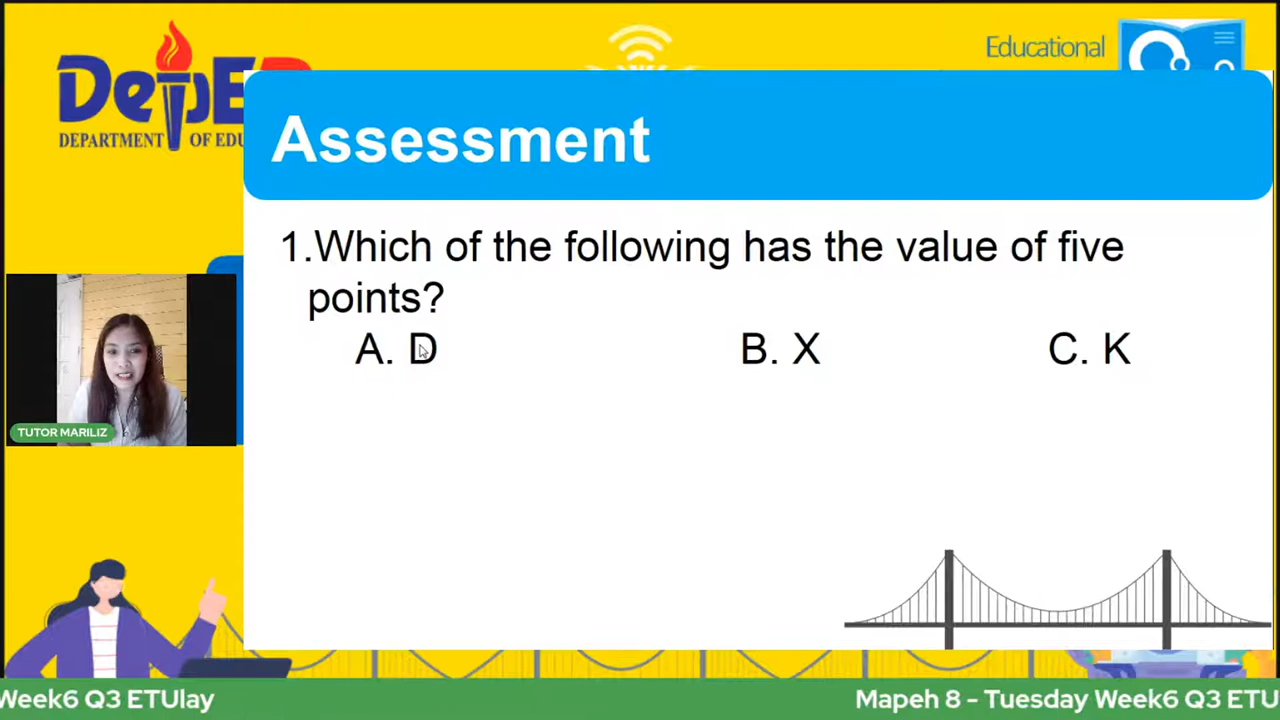 DepED
DEPARTMENT OF EDU
Educational
Assessment
1.Which of the following has the value of five
points?
A. D B. X C. K
TUTOR MARILIZ
Week6 Q3 ETUlay
Mapeh 8 - Tuesday Week6 Q3 ETU